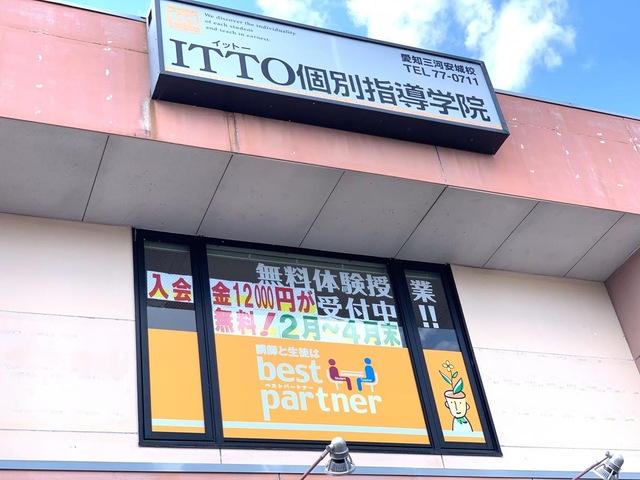 We discover the individuality
of each student
and teach in earnest.
イットー
ITTO個別指導学院
愛知三河安城校
TEL77-0711
無料体験授業
受付中!!
入会金12000円が
無料!2月~4月末
講師と生徒は
best
ベストパートナー
partner